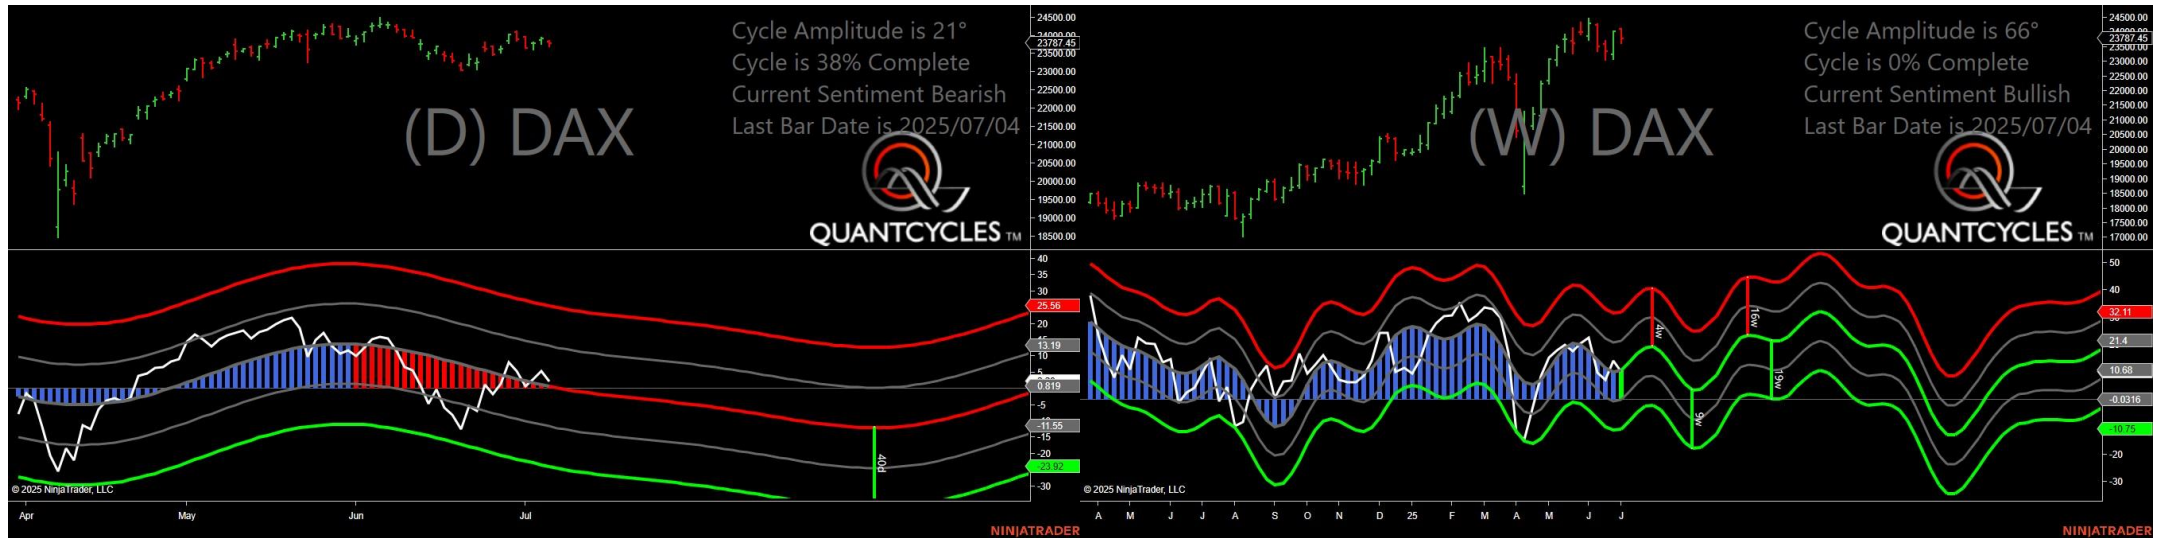 Cycle Amplitude is 21°
Cycle is 38% Complete
Current Sentiment Bearish
Last Bar Date is 2025/07/04
(D) DAX
QUANTCYCLES TM
24500.00
23787.45
23500.00
23000.00
22500.00
22000.00
21500.00
21000.00
20500.00
20000.00
19500.00
19000.00
18500.00
40
35
30
25.56
20
15
13.19
10
5
0.819
-5
-11.55
-15
-20
-23.92
-30
40d
© 2025 NinjaTrader, LLC
Apr May Jun Jul
NINJATRADER
Cycle Amplitude is 66°
Cycle is 0% Complete
Current Sentiment Bullish
Last Bar Date is 2025/07/04
(W) DAX
QUANTCYCLES TM
24500.00
23787.45
23500.00
23000.00
22500.00
22000.00
21500.00
21000.00
20500.00
20000.00
19500.00
19000.00
18500.00
18000.00
17500.00
17000.00
50
40
32.11
21.4
10.68
-0.0316
-10.75
-20
-30
4w
16w
9w
19w
© 2025 NinjaTrader, LLC
A M J J A S O N D 25 F M A M J J
NINJATRADER